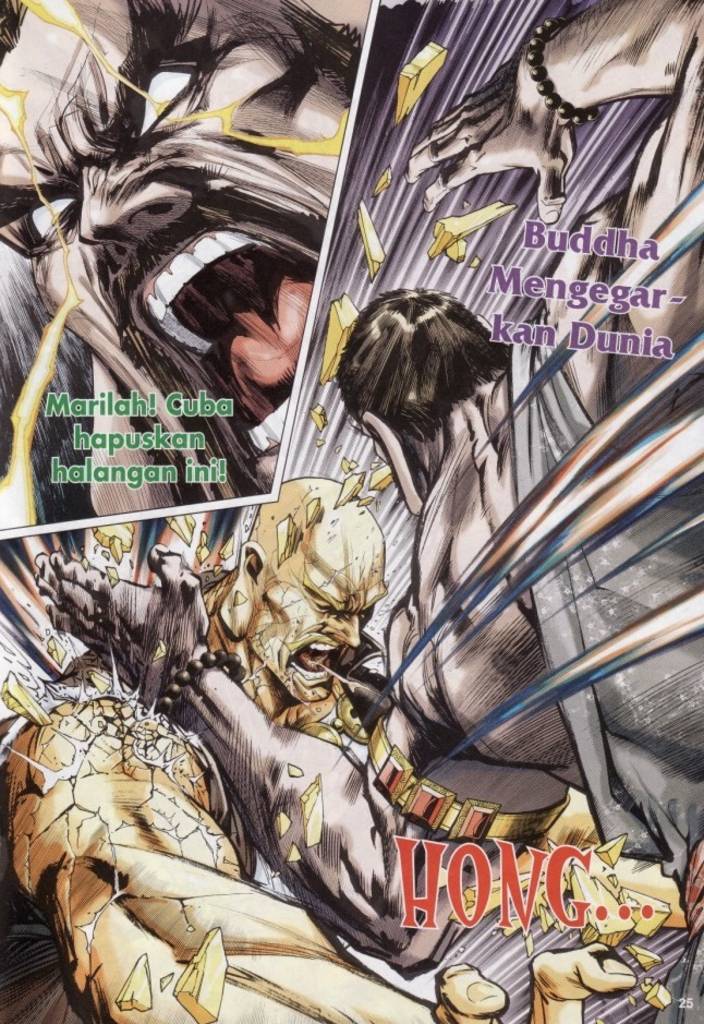 Marilah! Cuba
hapuskan
halangan ini!
Buddha
Mengegar-
kan Dunia
HONG...
25